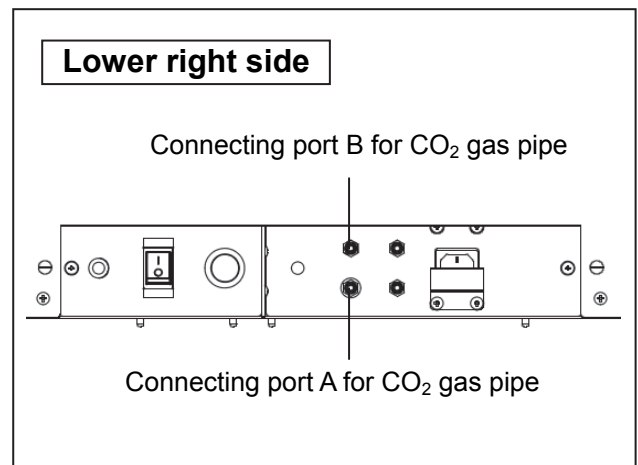 Lower right side
Connecting port B for CO₂ gas pipe
Connecting port A for CO₂ gas pipe